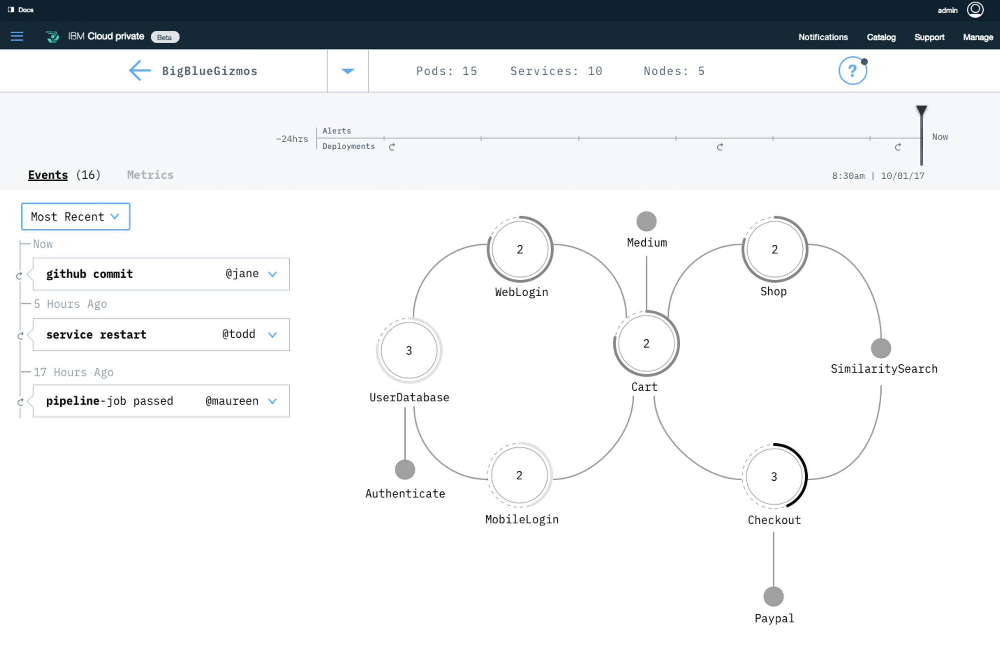 Docs
admin
IBM Cloud private Beta
Notifications Catalog Support Manage
BigBlueGizmos
Pods: 15 Services: 10 Nodes: 5
?
Alerts
-24hrs
Now
Deployments
Events (16) Metrics
8:30am | 10/01/17
Most Recent
Now
github commit @jane
5 Hours Ago
service restart @todd
17 Hours Ago
pipeline-job passed @maureen
2
WebLogin
Medium
2
Shop
3
UserDatabase
2
Cart
SimilaritySearch
Authenticate
2
MobileLogin
3
Checkout
Paypal